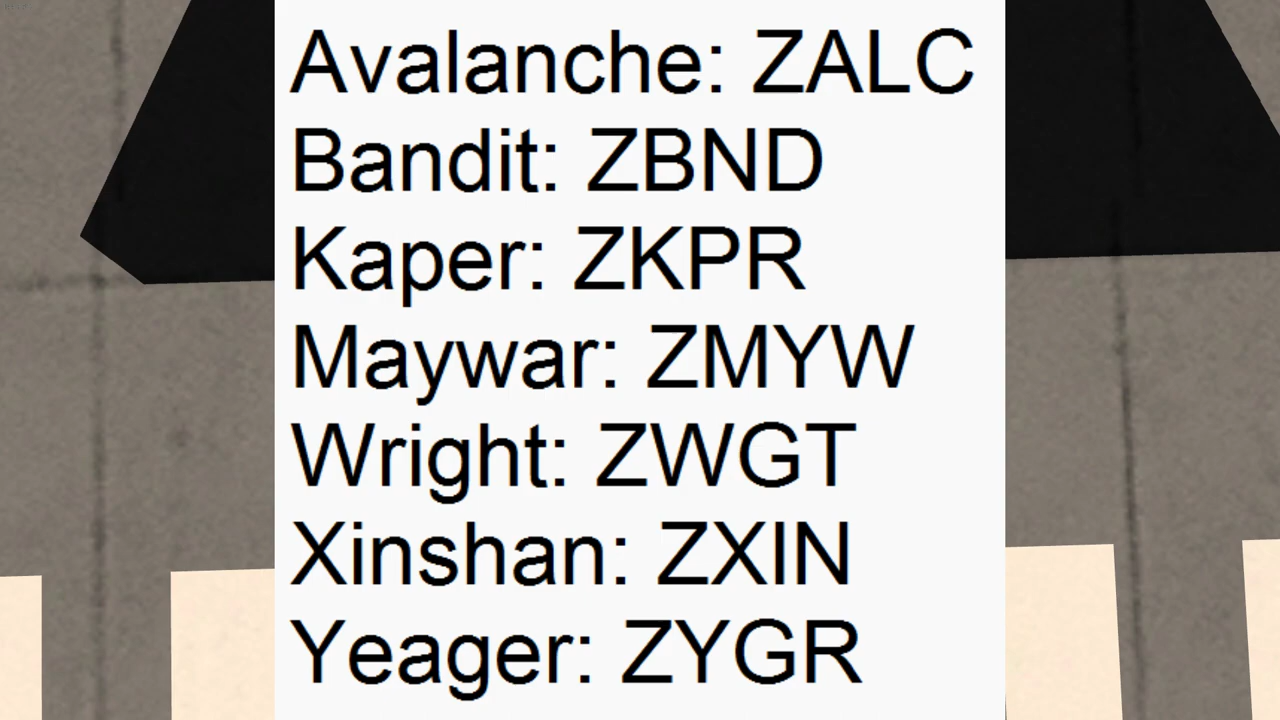 Avalanche: ZALC
Bandit: ZBND
Kaper: ZKPR
Maywar: ZMYW
Wright: ZWGT
Xinshan: ZXIN
Yeager: ZYGR